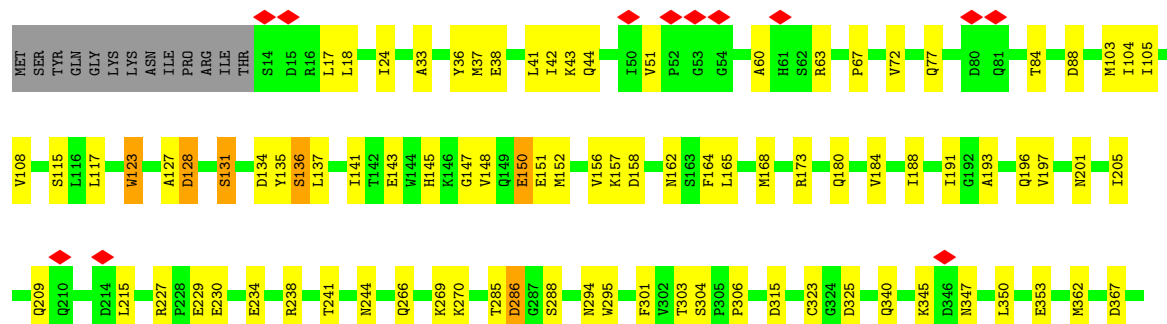 MET SER TYR GLN GLY LYS LYS ASN ILE PRO ARG ILE THR S14 D15 R16 L17 L18 I24 A33 Y36 M37 E38 L41 I42 K43 Q44 I50 V51 P52 G53 G54 A60 H61 S62 R63 P67 V72 Q77 D80 Q81 T84 D88 M103 I104 I105
V108 S115 L116 L117 W123 A127 D128 S131 D134 Y135 S136 L137 I141 T142 E143 W144 H145 K146 G147 V148 Q149 E150 E151 M152 V156 K157 D158 N162 S163 F164 L165 M168 R173 Q180 V184 I188 I191 G192 A193 Q196 V197 N201 I205
Q209 Q210 D214 L215 R227 P228 E229 E230 E234 R238 T241 N244 Q266 K269 K270 T285 D286 G287 S288 N294 W295 F301 V302 T303 S304 P305 P306 D315 C323 G324 D325 Q340 K345 D346 N347 L350 E353 M362 D367